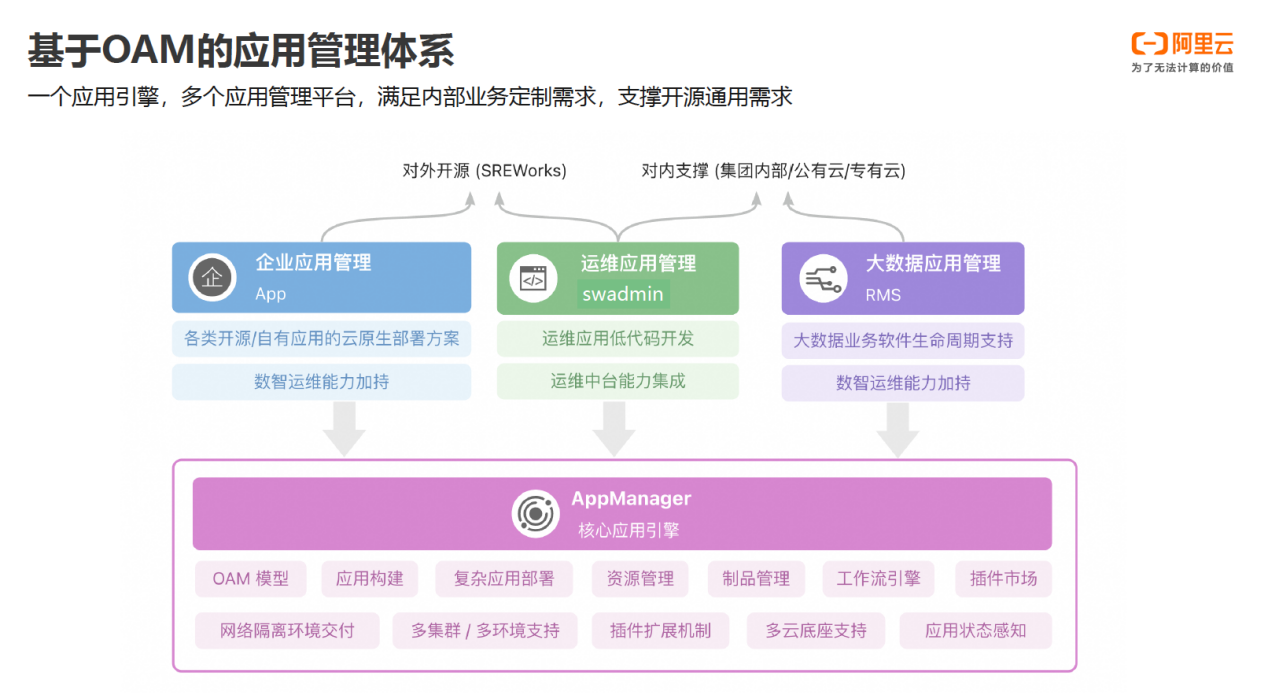 基于OAM的应用管理体系
阿里云
为了无法计算的价值
一个应用引擎，多个应用管理平台，满足内部业务定制需求，支撑开源通用需求
对外开源 (SREWorks)
对内支撑 (集团内部/公有云/专有云)
企
企业应用管理
App
各类开源/自有应用的云原生部署方案
数智运维能力加持
</>
运维应用管理
swadmin
运维应用低代码开发
运维中台能力集成
大数据应用管理
RMS
大数据业务软件生命周期支持
数智运维能力加持
AppManager
核心应用引擎
OAM 模型
应用构建
复杂应用部署
资源管理
制品管理
工作流引擎
插件市场
网络隔离环境交付
多集群 / 多环境支持
插件扩展机制
多云底座支持
应用状态感知